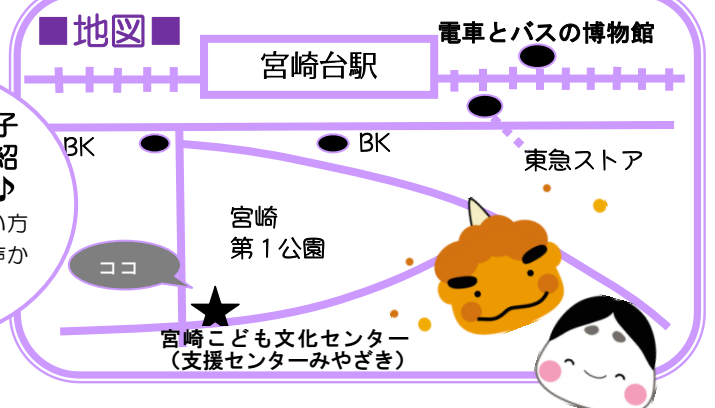 ■地図■
電車とバスの博物館
宮崎台駅
子
紹
♪
い方
声か
BK
BK
東急ストア
宮崎
第1公園
ココ
宮崎こども文化センター
（支援センターみやざき）